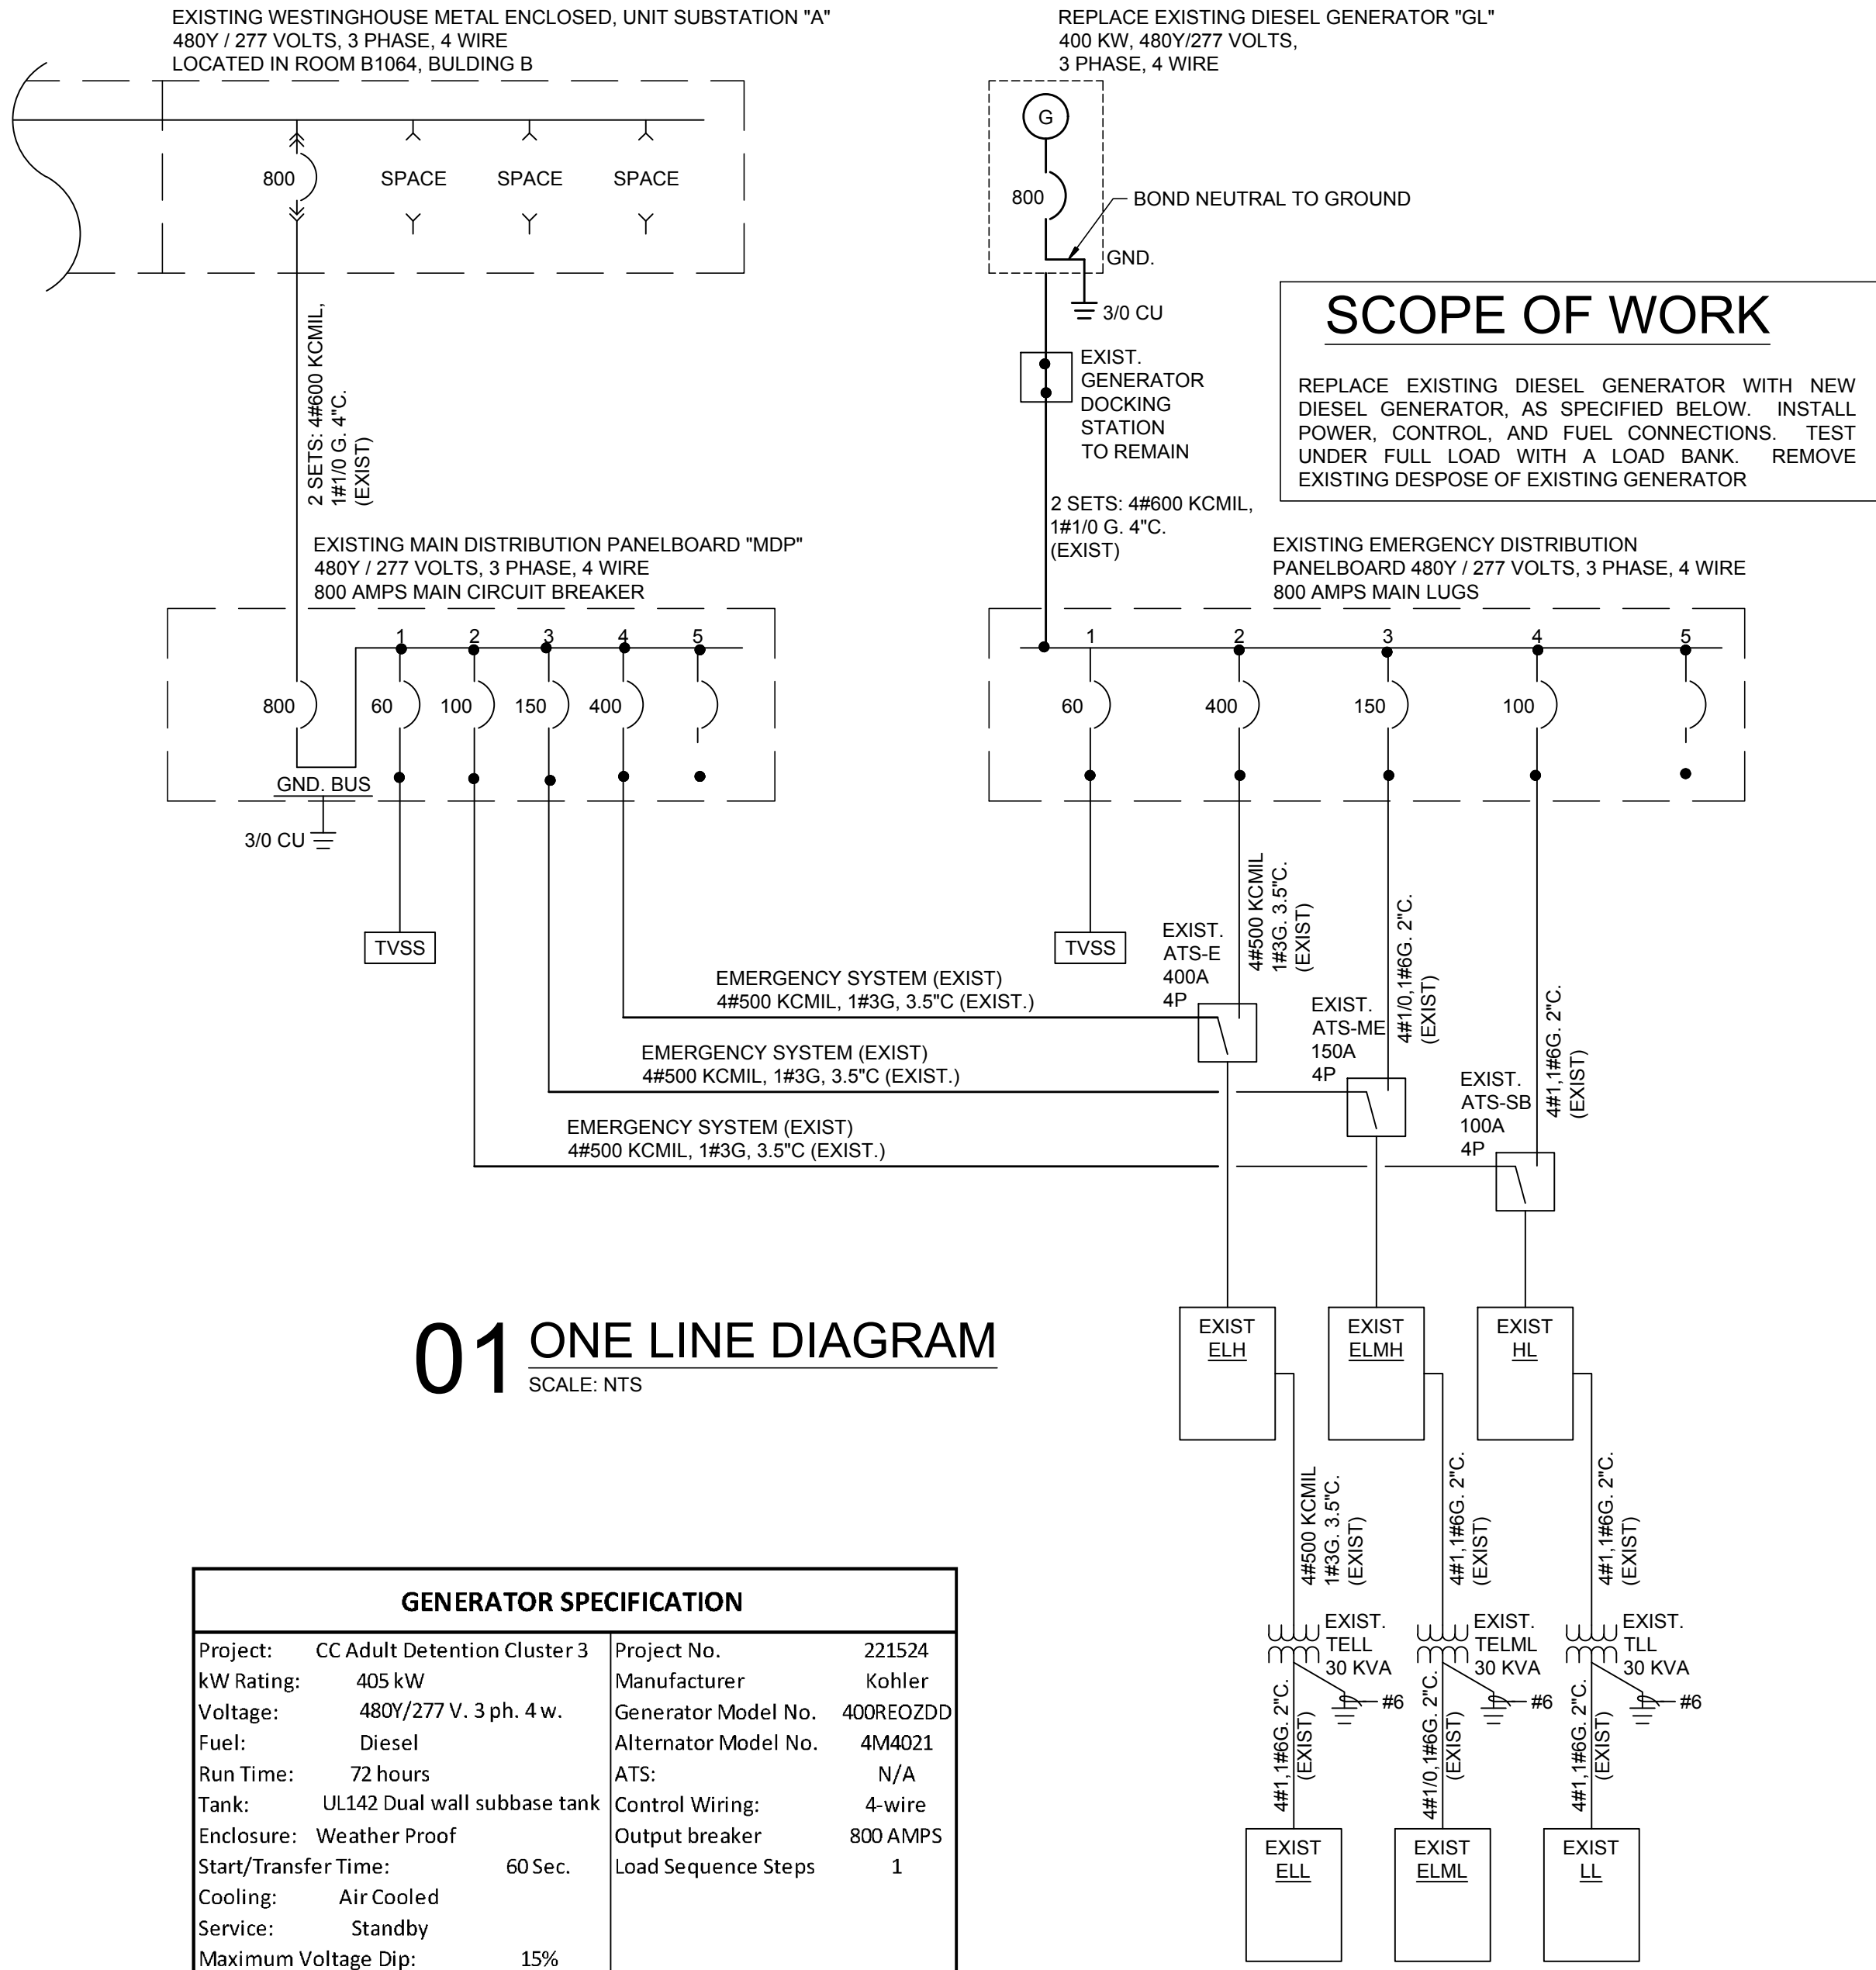 EXISTING WESTINGHOUSE METAL ENCLOSED, UNIT SUBSTATION "A"
480Y / 277 VOLTS, 3 PHASE, 4 WIRE
LOCATED IN ROOM B1064, BULDING B
REPLACE EXISTING DIESEL GENERATOR "GL"
400 KW, 480Y/277 VOLTS,
3 PHASE, 4 WIRE
800
SPACE
SPACE
SPACE
G
800
BOND NEUTRAL TO GROUND
GND.
3/0 CU
2 SETS: 4#600 KCMIL,
1#1/0 G. 4"C.
(EXIST)
EXIST.
GENERATOR
DOCKING
STATION
TO REMAIN
SCOPE OF WORK
REPLACE EXISTING DIESEL GENERATOR WITH NEW
DIESEL GENERATOR, AS SPECIFIED BELOW. INSTALL
POWER, CONTROL, AND FUEL CONNECTIONS. TEST
UNDER FULL LOAD WITH A LOAD BANK. REMOVE
EXISTING DESPOSE OF EXISTING GENERATOR
2 SETS: 4#600 KCMIL,
1#1/0 G. 4"C.
(EXIST)
EXISTING MAIN DISTRIBUTION PANELBOARD "MDP"
480Y / 277 VOLTS, 3 PHASE, 4 WIRE
800 AMPS MAIN CIRCUIT BREAKER
EXISTING EMERGENCY DISTRIBUTION
PANELBOARD 480Y / 277 VOLTS, 3 PHASE, 4 WIRE
800 AMPS MAIN LUGS
1 2 3 4 5
800 60 100 150 400
GND. BUS
3/0 CU
TVSS
1 2 3 4 5
60 400 150 100
TVSS
4#500 KCMIL
1#3G. 3.5"C.
(EXIST)
4#1/0,1#6G. 2"C.
(EXIST)
4#1,1#6G. 2"C.
(EXIST)
EXIST.
ATS-E
400A
4P
EXIST.
ATS-ME
150A
4P
EXIST.
ATS-SB
100A
4P
EMERGENCY SYSTEM (EXIST)
4#500 KCMIL, 1#3G, 3.5"C (EXIST.)
EMERGENCY SYSTEM (EXIST)
4#500 KCMIL, 1#3G, 3.5"C (EXIST.)
EMERGENCY SYSTEM (EXIST)
4#500 KCMIL, 1#3G, 3.5"C (EXIST.)
01 ONE LINE DIAGRAM
SCALE: NTS
EXIST
ELH
EXIST
ELMH
EXIST
HL
4#500 KCMIL
1#3G. 3.5"C.
(EXIST)
4#1,1#6G. 2"C.
(EXIST)
4#1,1#6G. 2"C.
(EXIST)
EXIST.
TELL
30 KVA
#6
EXIST.
TELML
30 KVA
#6
EXIST.
TLL
30 KVA
#6
4#1,1#6G. 2"C.
(EXIST)
4#1/0,1#6G. 2"C.
(EXIST)
4#1,1#6G. 2"C.
(EXIST)
EXIST
ELL
EXIST
ELML
EXIST
LL
GENERATOR SPECIFICATION
Project: CC Adult Detention Cluster 3 Project No. 221524
kW Rating: 405 kW Manufacturer Kohler
Voltage: 480Y/277 V. 3 ph. 4 w. Generator Model No. 400REOZDD
Fuel: Diesel Alternator Model No. 4M4021
Run Time: 72 hours ATS: N/A
Tank: UL142 Dual wall subbase tank Control Wiring: 4-wire
Enclosure: Weather Proof Output breaker 800 AMPS
Start/Transfer Time: 60 Sec. Load Sequence Steps 1
Cooling: Air Cooled
Service: Standby
Maximum Voltage Dip: 15%